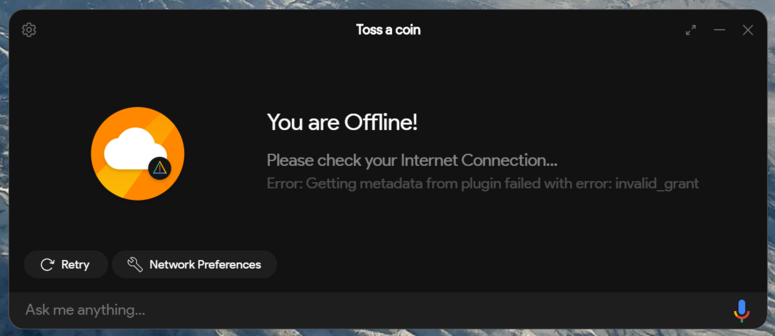 Toss a coin
You are Offline!
Please check your Internet Connection...
Error: Getting metadata from plugin failed with error: invalid_grant
Retry
Network Preferences
Ask me anything...